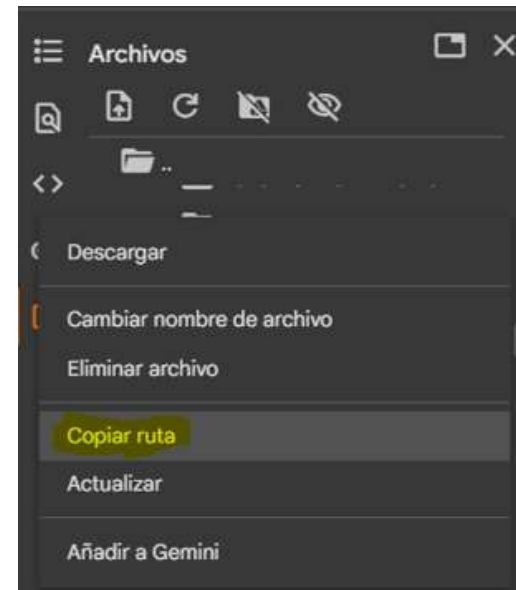 Archivos
..
Descargar
Cambiar nombre de archivo
Eliminar archivo
Copiar ruta
Actualizar
Añadir a Gemini